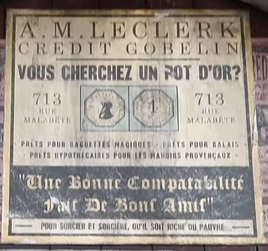 A.M. LECLERK
CREDIT GOBELIN
VOUS CHERCHEZ UN POT D'OR?
713
RUE
MALABÊTE
1
713
RUE
MALABÊTE
PRÊTS POUR BAGUETTES MAGIQUES - PRÊTS POUR BALAIS -
PRÊTS HYPOTHÉCAIRES POUR LES MANOIRS PROVENÇAUX -
"Une Bonne Comptabilité
Fait De Bons Amis"
POUR SORCIER ET SORCIÈRE, QU'IL SOIT RICHE OU PAUVRE